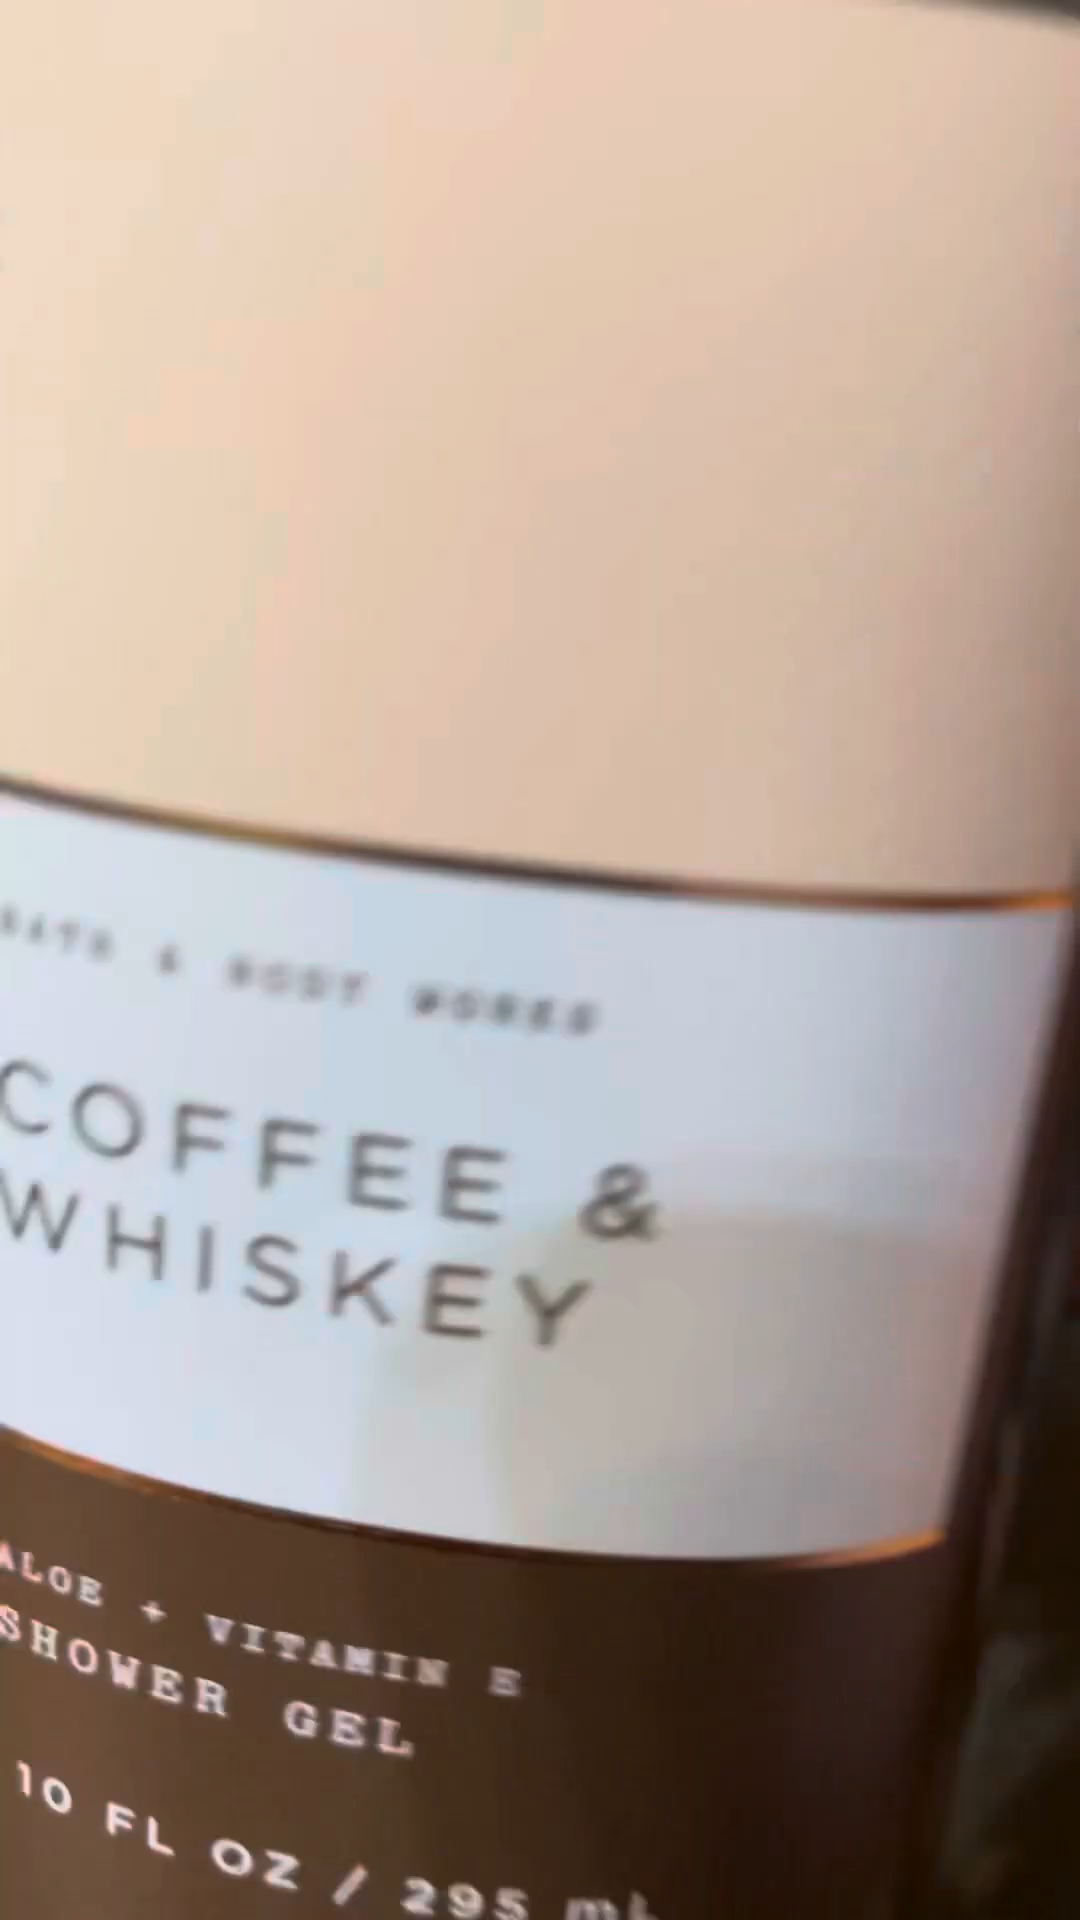 BATH & BODY WORKS
COFFEE &
WHISKEY
ALOE + VITAMIN E
SHOWER GEL
10 FL OZ / 295 mL